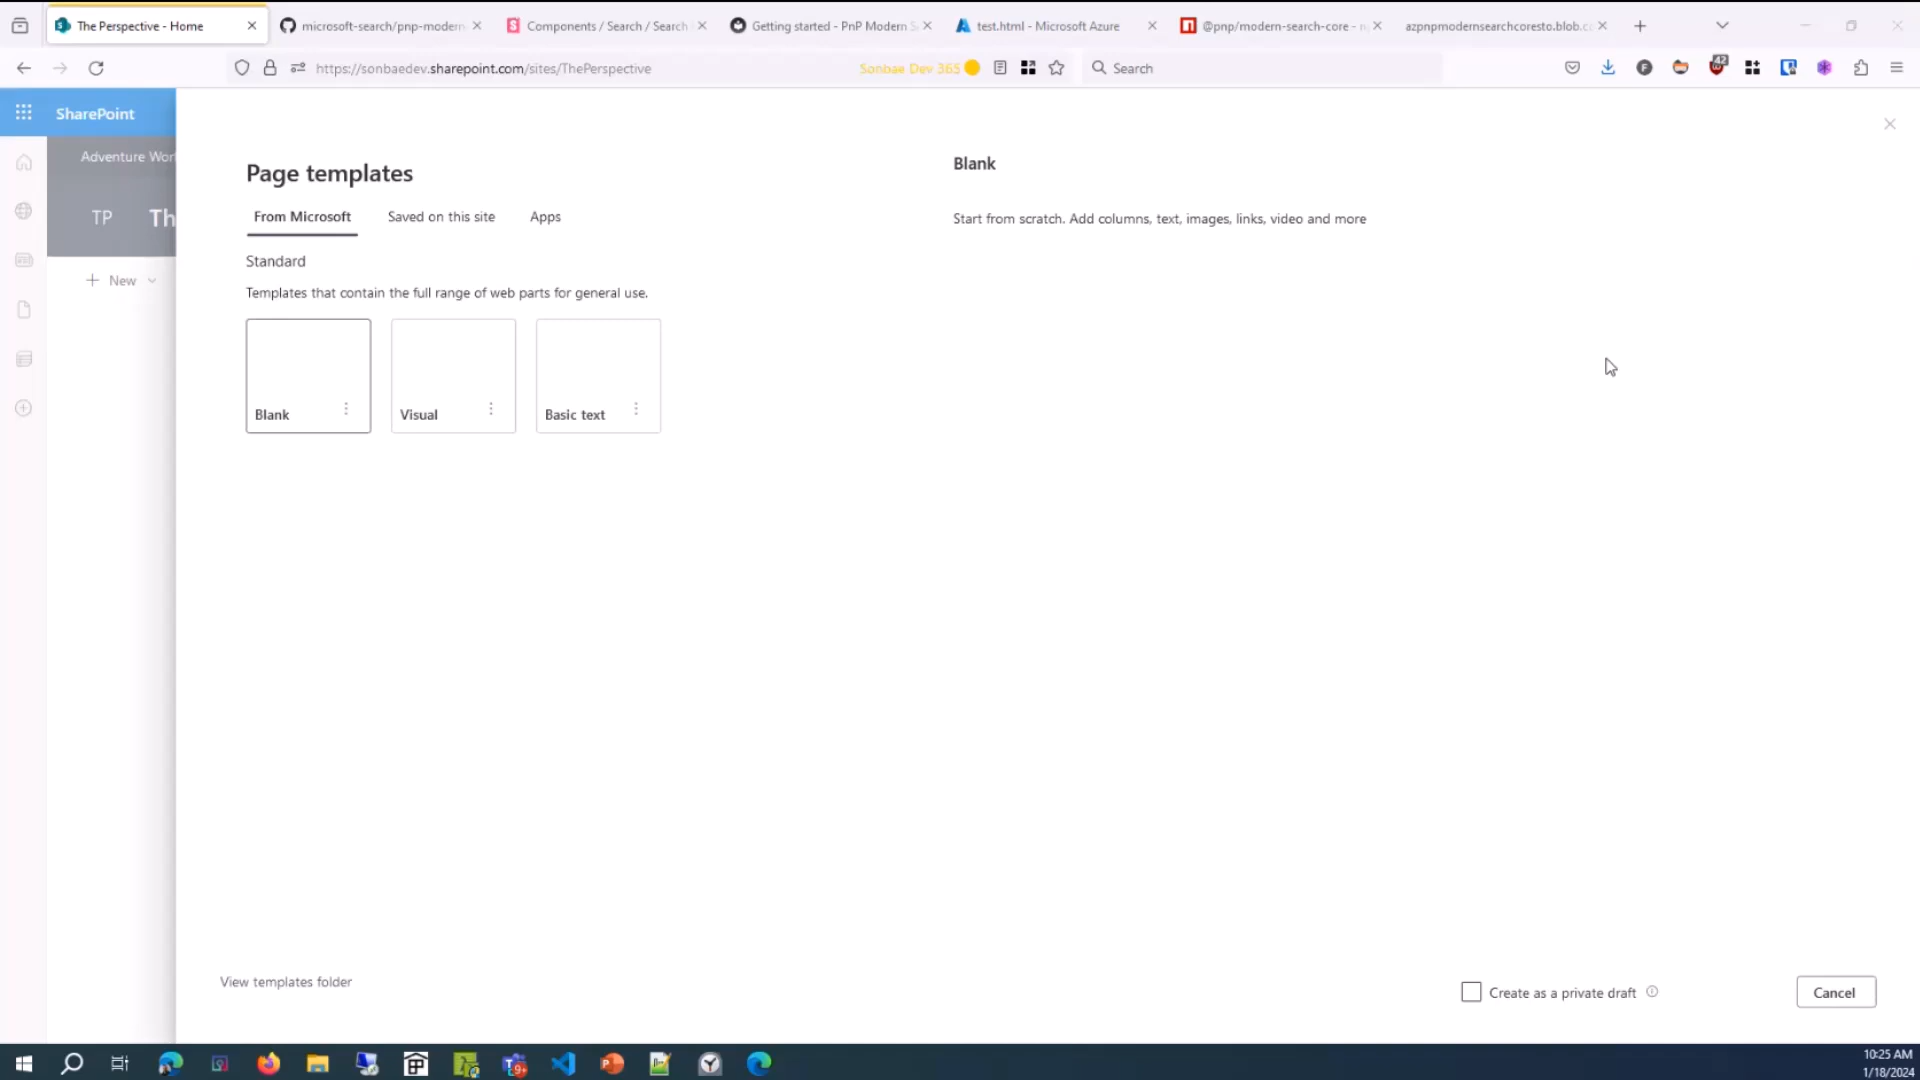 The Perspective - Home
microsoft-search/pnp-modern-
Components / Search / Search
Getting started - PnP Modern S
test.html - Microsoft Azure
@pnp/modern-search-core - n
azpnpmodernsearchcoresto.blob.c
https://sonbaedev.sharepoint.com/sites/ThePerspective
Sonbae Dev 365
Search
42
SharePoint
Adventure Wor
TP
Th
New
Page templates
From Microsoft
Saved on this site
Apps
Standard
Templates that contain the full range of web parts for general use.
Blank
Visual
Basic text
Blank
Start from scratch. Add columns, text, images, links, video and more
View templates folder
Create as a private draft
Cancel
9+
10:25 AM
1/18/2024